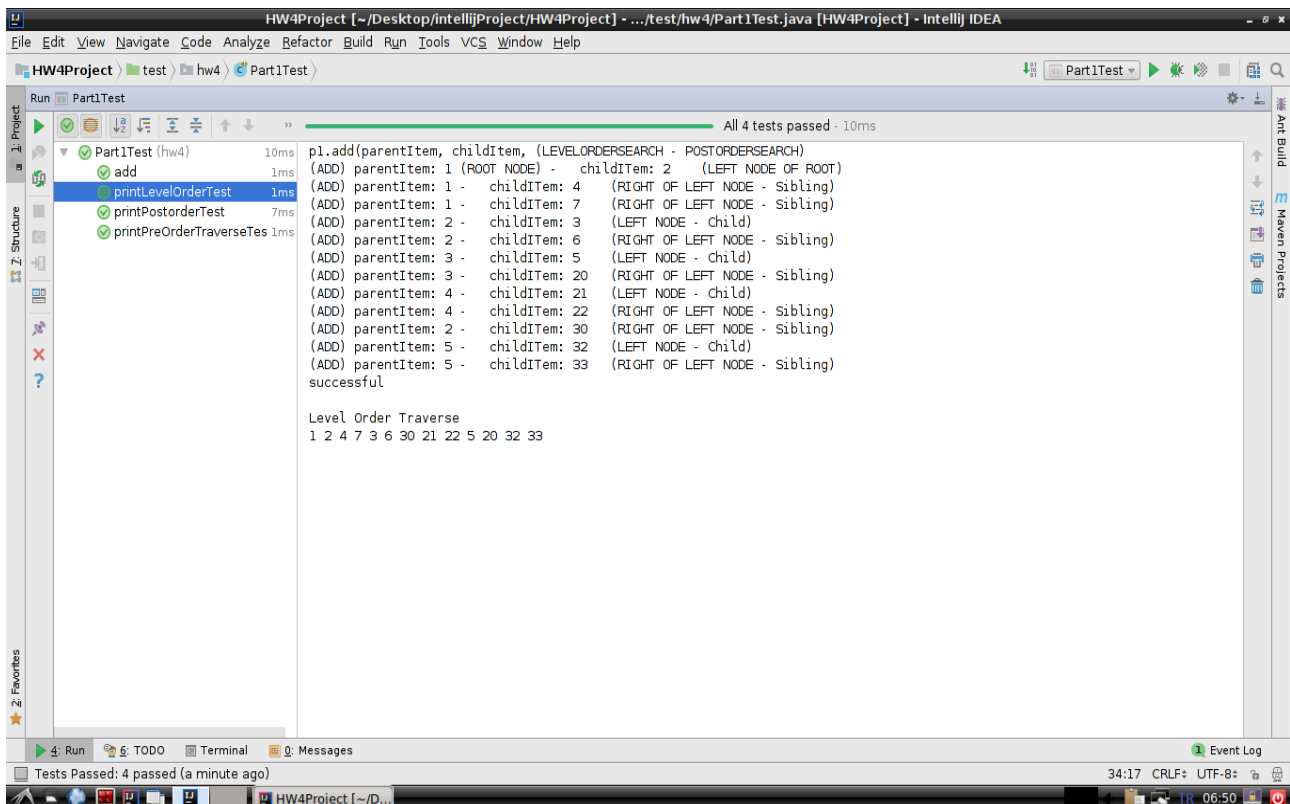 HW4Project [~/Desktop/intellijProject/HW4Project] - .../test/hw4/Part1Test.java [HW4Project] - IntelliJ IDEA
File Edit View Navigate Code Analyze Refactor Build Run Tools VCS Window Help
HW4Project test hw4 Part1Test Part1Test
Run Part1Test
All 4 tests passed - 10ms
Part1Test (hw4) 10ms
add 1ms
printLevelOrderTest 1ms
printPostorderTest 7ms
printPreOrderTraverseTes 1ms
p1.add(parentItem, childItem, (LEVELORDERSEARCH - POSTORDERSEARCH)
(ADD) parentItem: 1 (ROOT NODE) - childITem: 2 (LEFT NODE OF ROOT)
(ADD) parentItem: 1 - childITem: 4 (RIGHT OF LEFT NODE - Sibling)
(ADD) parentItem: 1 - childITem: 7 (RIGHT OF LEFT NODE - Sibling)
(ADD) parentItem: 2 - childITem: 3 (LEFT NODE - Child)
(ADD) parentItem: 2 - childITem: 6 (RIGHT OF LEFT NODE - Sibling)
(ADD) parentItem: 3 - childITem: 5 (LEFT NODE - Child)
(ADD) parentItem: 3 - childITem: 20 (RIGHT OF LEFT NODE - Sibling)
(ADD) parentItem: 4 - childITem: 21 (LEFT NODE - Child)
(ADD) parentItem: 4 - childITem: 22 (RIGHT OF LEFT NODE - Sibling)
(ADD) parentItem: 2 - childITem: 30 (RIGHT OF LEFT NODE - Sibling)
(ADD) parentItem: 5 - childITem: 32 (LEFT NODE - Child)
(ADD) parentItem: 5 - childITem: 33 (RIGHT OF LEFT NODE - Sibling)
successful
Level Order Traverse
1 2 4 7 3 6 30 21 22 5 20 32 33
1: Project
7: Structure
2: Favorites
Ant Build
Maven Projects
4: Run 6: TODO Terminal 0: Messages 1 Event Log
Tests Passed: 4 passed (a minute ago) 34:17 CRLF UTF-8
HW4Project [~/D... TR 06:50